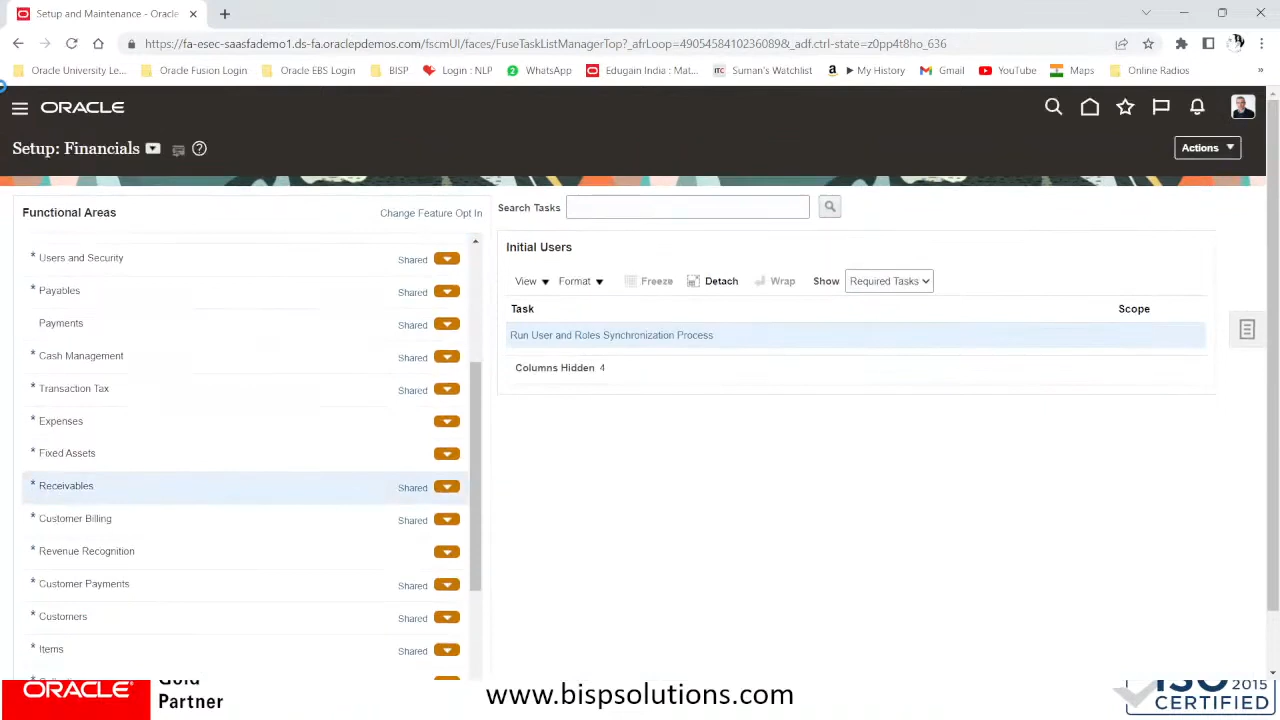 Setup and Maintenance - Oracle
https://fa-esec-saasfademo1.ds-fa.oraclepdemos.com/fscmUI/faces/FuseTaskListManagerTop?_afrLoop=4905458410236089&_adf.ctrl-state=z0pp4t8ho_636
Oracle University Le... Oracle Fusion login Oracle EBS Login BISP Login : NLP WhatsApp Edugain India : Mat... Suman's Watchlist ▶ My History Gmail YouTube Maps Online Radios »
ORACLE
Setup: Financials
Actions
Functional Areas
Change Feature Opt In
* Users and Security Shared
* Payables Shared
Payments Shared
* Cash Management Shared
* Transaction Tax Shared
* Expenses
* Fixed Assets
* Receivables Shared
* Customer Billing Shared
* Revenue Recognition
* Customer Payments Shared
* Customers Shared
* Items Shared
Search Tasks
Initial Users
View Format Freeze Detach Wrap Show Required Tasks
Task Scope
Run User and Roles Synchronization Process
Columns Hidden 4
ORACLE
Gold
Partner
www.bispsolutions.com
ISO 2015
CERTIFIED